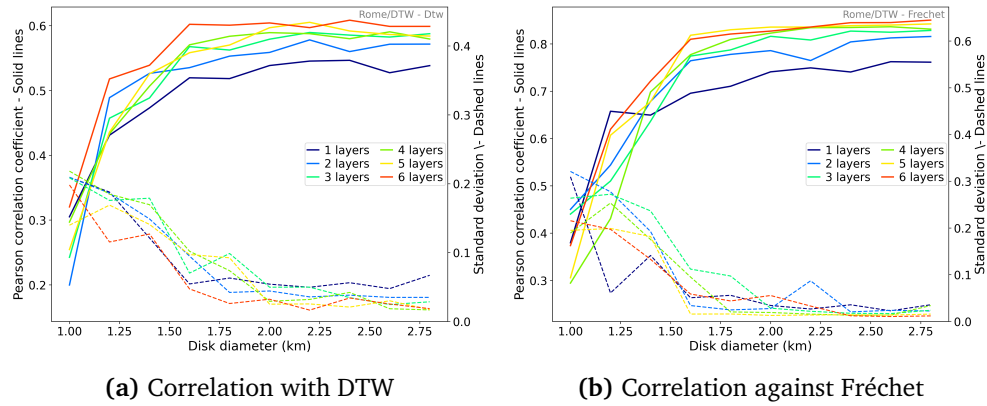 Rome/DTW - Dtw
Pearson correlation coefficient - Solid lines
0.6
0.5
0.4
0.3
0.2
1 layers
2 layers
3 layers
4 layers
5 layers
6 layers
0.4
0.3
0.2
0.1
0.0
Standard deviation \- Dashed lines
1.00 1.25 1.50 1.75 2.00 2.25 2.50 2.75
Disk diameter (km)
(a) Correlation with DTW
Rome/DTW - Frechet
Pearson correlation coefficient - Solid lines
0.8
0.7
0.6
0.5
0.4
0.3
1 layers
2 layers
3 layers
4 layers
5 layers
6 layers
0.6
0.5
0.4
0.3
0.2
0.1
0.0
Standard deviation \- Dashed lines
1.00 1.25 1.50 1.75 2.00 2.25 2.50 2.75
Disk diameter (km)
(b) Correlation against Fréchet